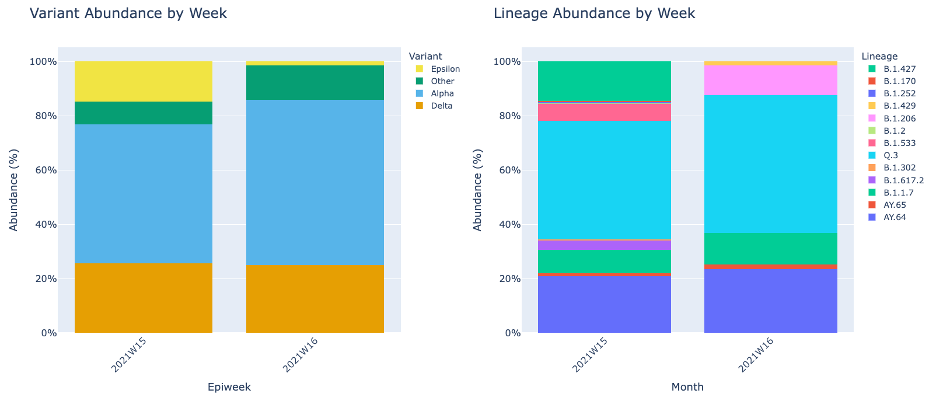 Variant Abundance by Week
Abundance (%)
100%
80%
60%
40%
20%
0%
2021W15
2021W16
Epiweek
Variant
Epsilon
Other
Alpha
Delta
Lineage Abundance by Week
Abundance (%)
100%
80%
60%
40%
20%
0%
2021W15
2021W16
Month
Lineage
B.1.427
B.1.170
B.1.252
B.1.429
B.1.206
B.1.2
B.1.533
Q.3
B.1.302
B.1.617.2
B.1.1.7
AY.65
AY.64